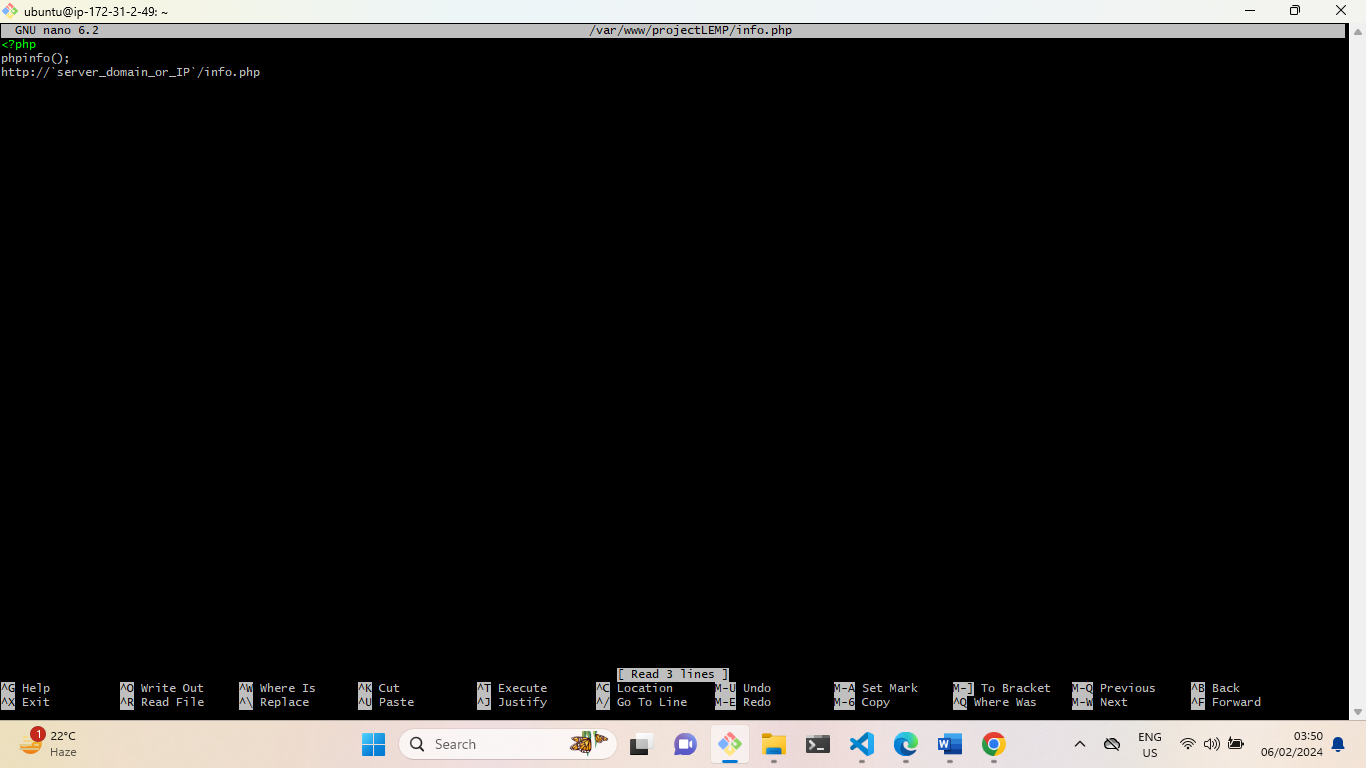 ubuntu@ip-172-31-2-49: ~
GNU nano 6.2 /var/www/projectLEMP/info.php
<?php
phpinfo();
http://`server_domain_or_IP`/info.php
[ Read 3 lines ]
^G Help ^O Write Out ^W Where Is ^K Cut ^T Execute ^C Location M-U Undo M-A Set Mark M-] To Bracket M-Q Previous ^B Back
^X Exit ^R Read File ^\ Replace ^U Paste ^J Justify ^/ Go To Line M-E Redo M-6 Copy ^Q Where Was M-W Next ^F Forward
1
22°C
Haze
Search
ENG
US
03:50
06/02/2024